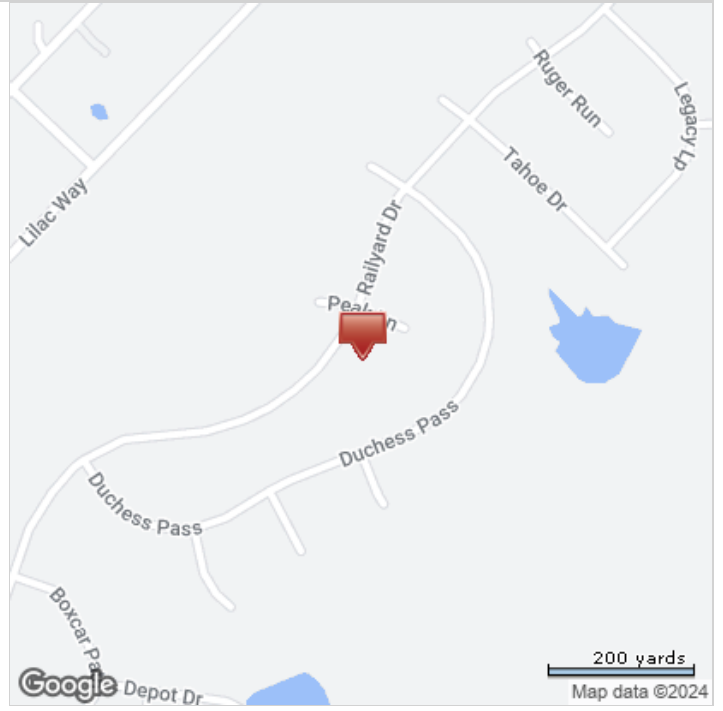 Ruger Run
Legacy Lp
Tahoe Dr
Lilac Way
Railyard Dr
Duchess Pass
Duchess Pass
Boxcar
Depot Dr
200 yards
Google
Map data ©2024